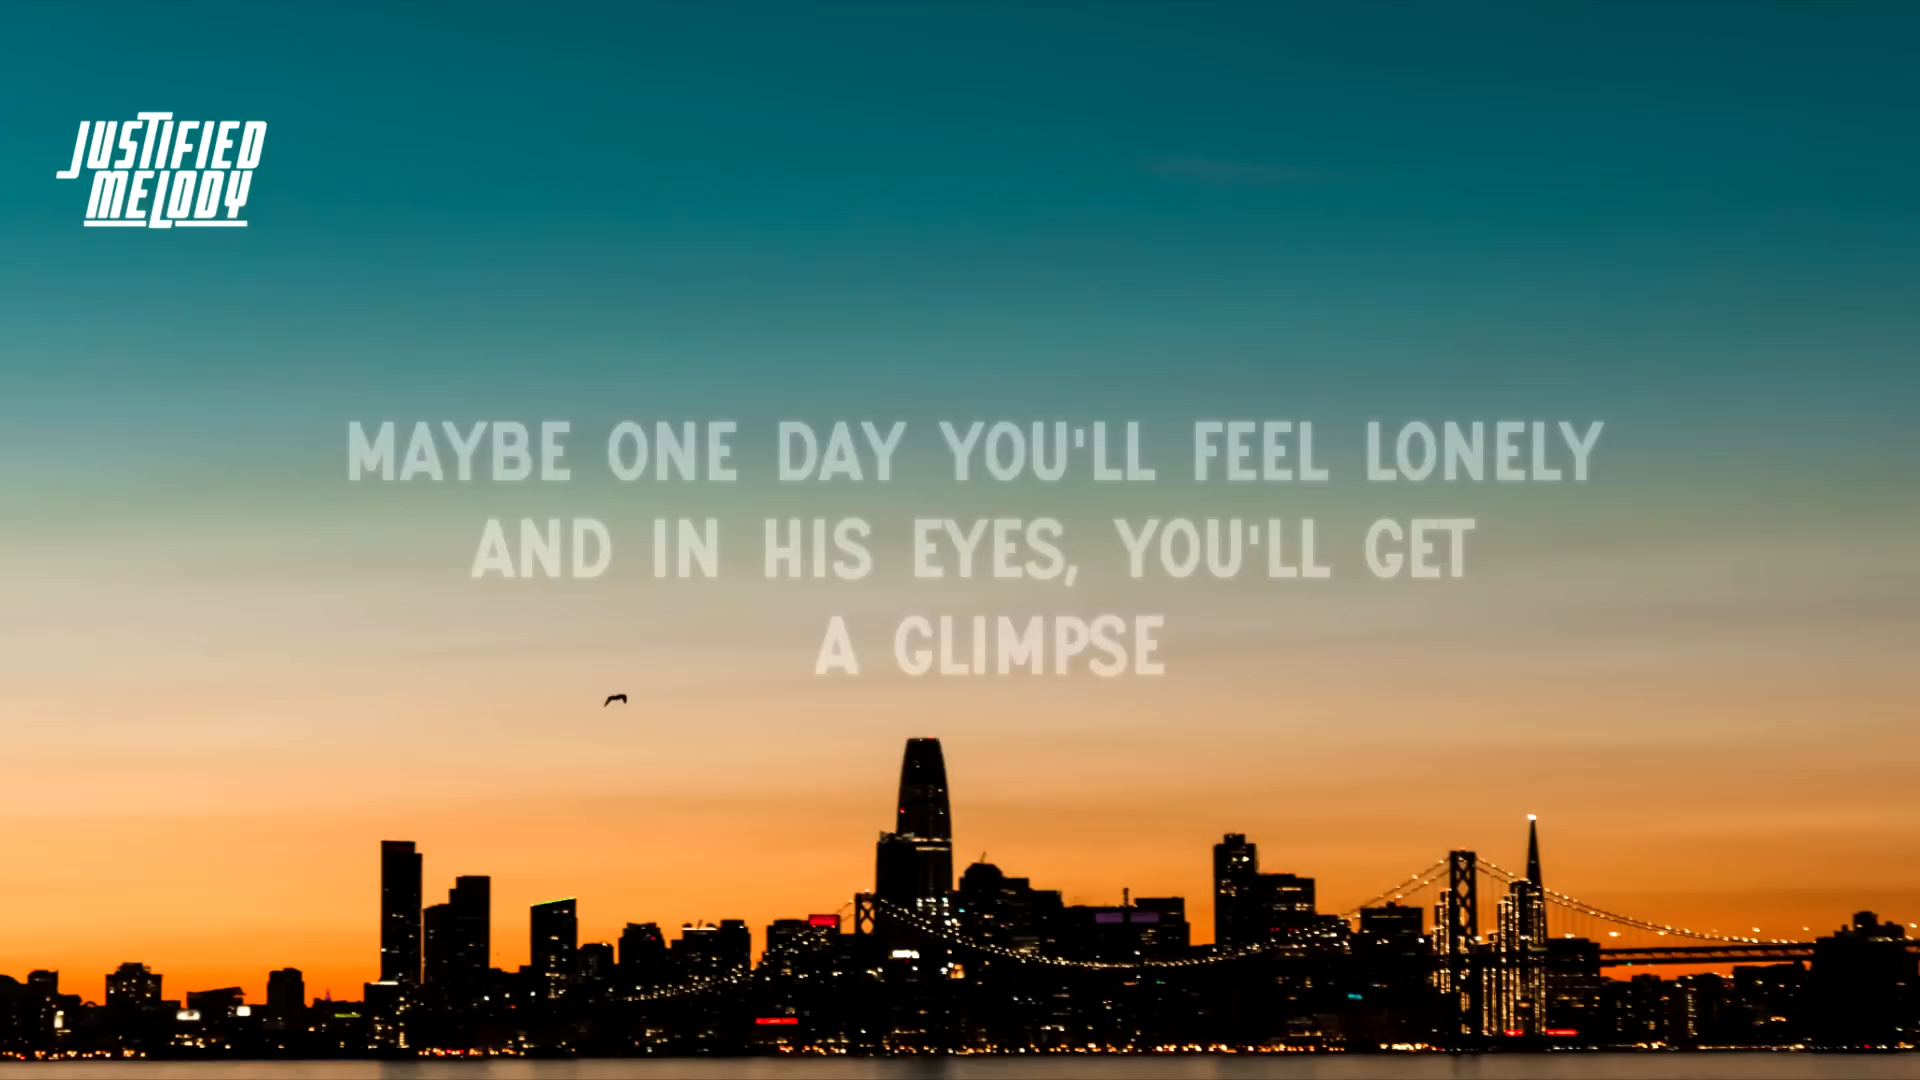 JUSTIFIED
MELODY
MAYBE ONE DAY YOU'LL FEEL LONELY
AND IN HIS EYES, YOU'LL GET
A GLIMPSE